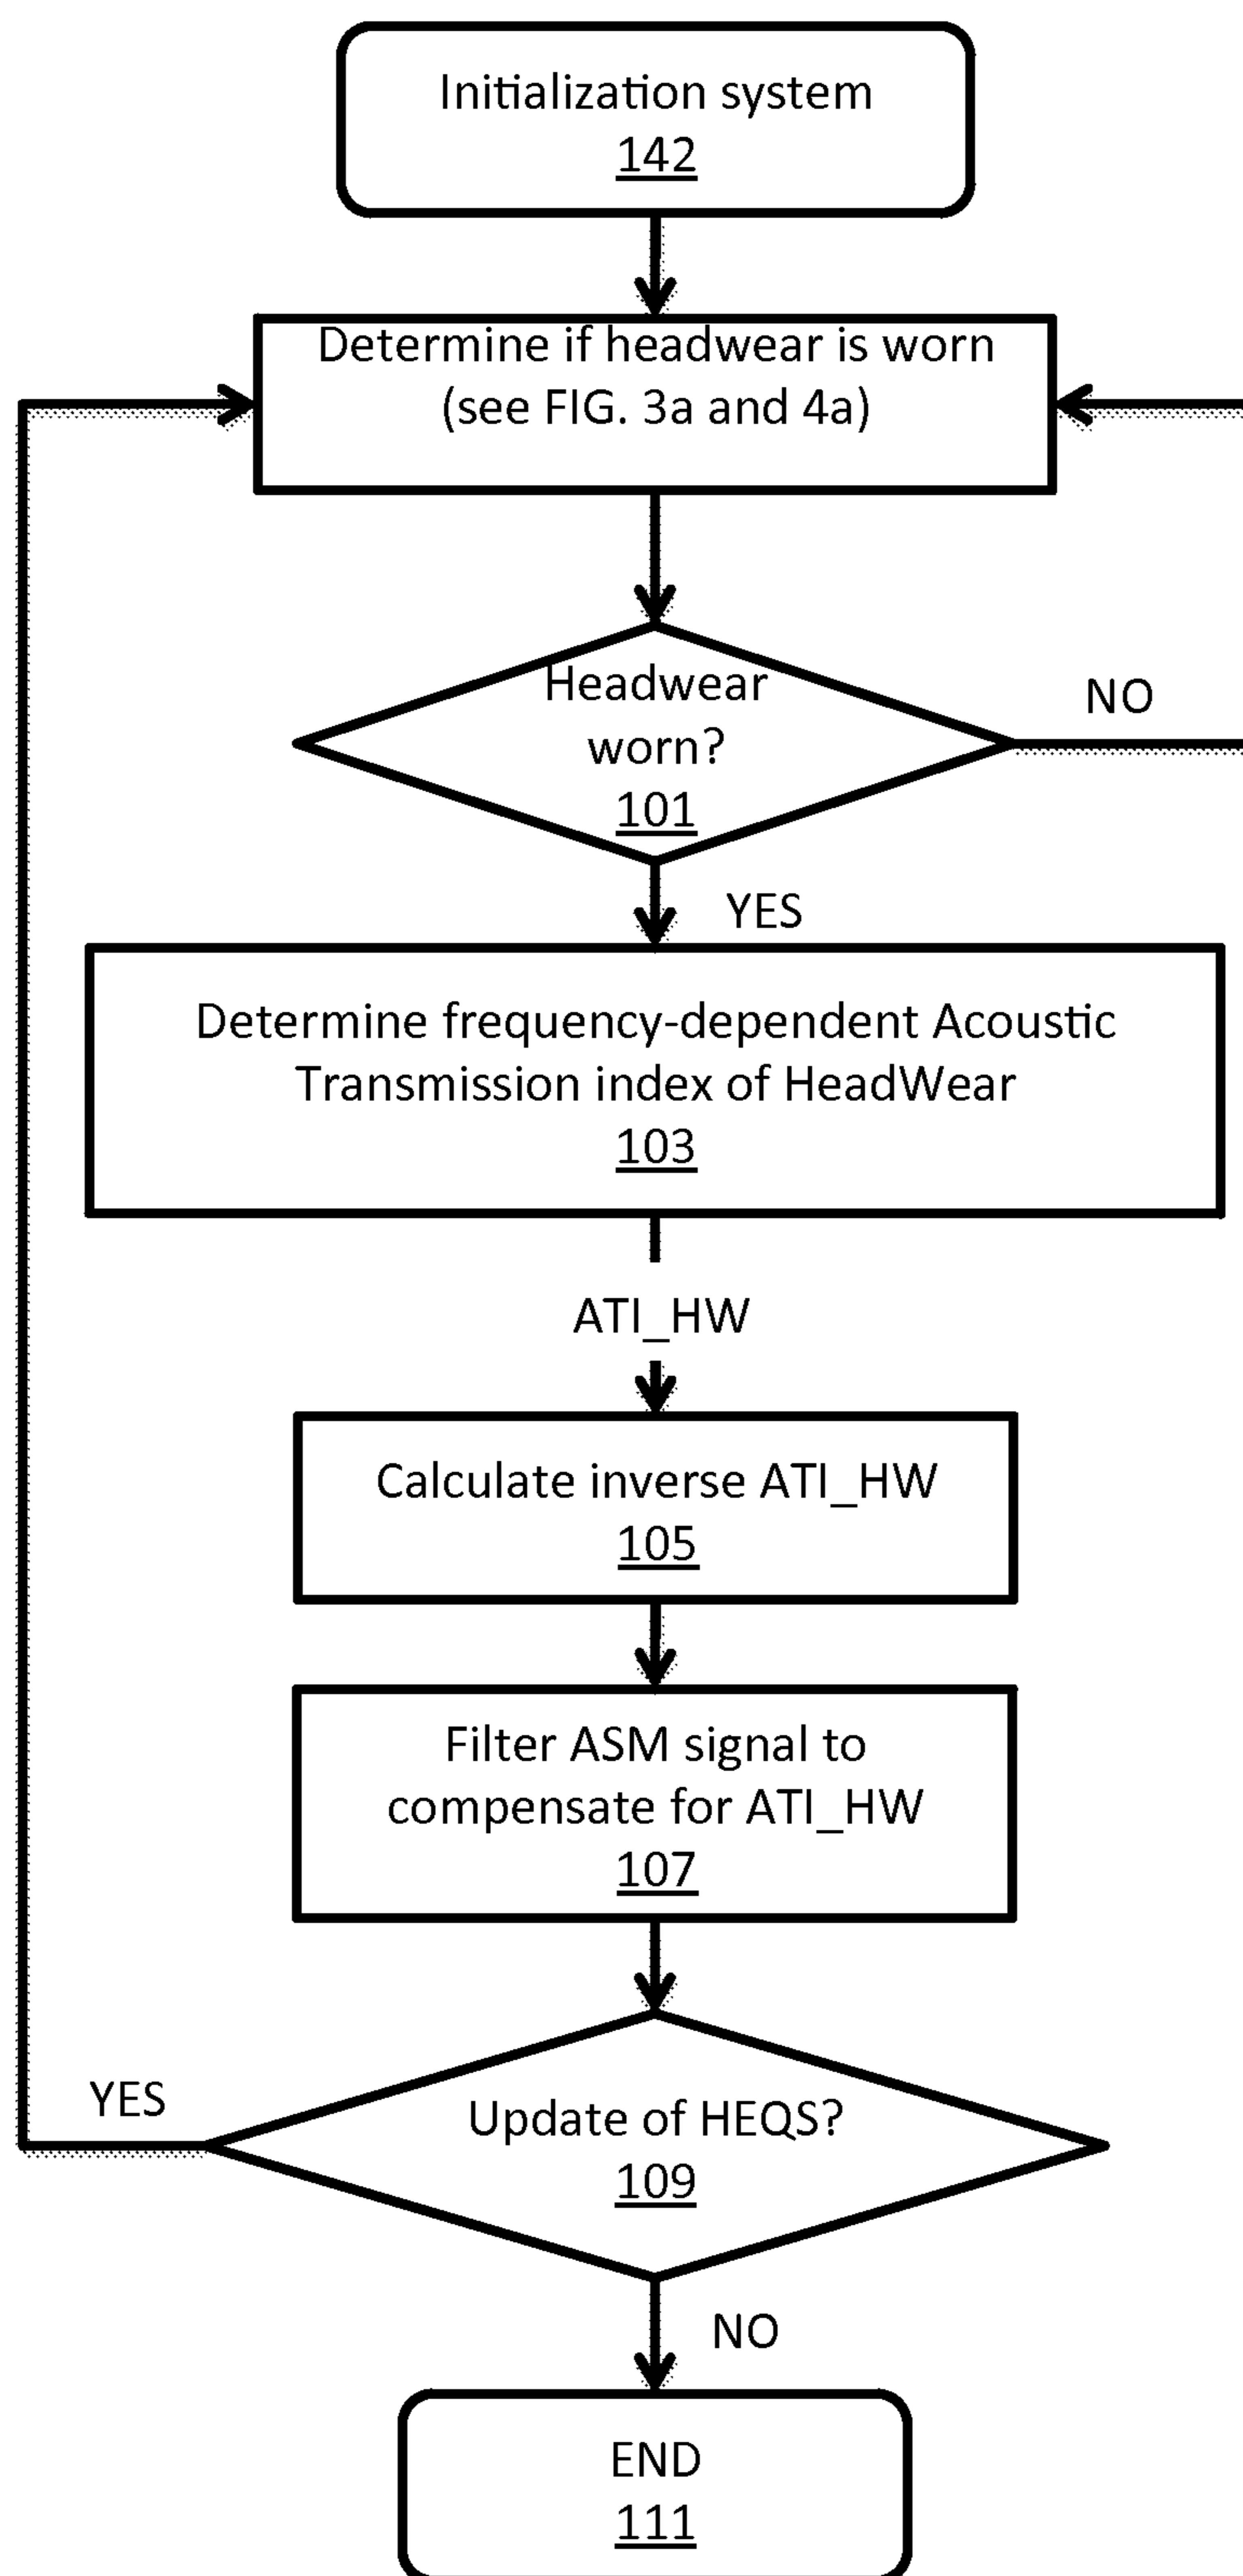 Initialization system
142
Determine if headwear is worn
(see FIG. 3a and 4a)
Headwear
worn?
101
NO
YES
Determine frequency-dependent Acoustic
Transmission index of HeadWear
103
ATI_HW
Calculate inverse ATI_HW
105
Filter ASM signal to
compensate for ATI_HW
107
YES
Update of HEQS?
109
NO
END
111